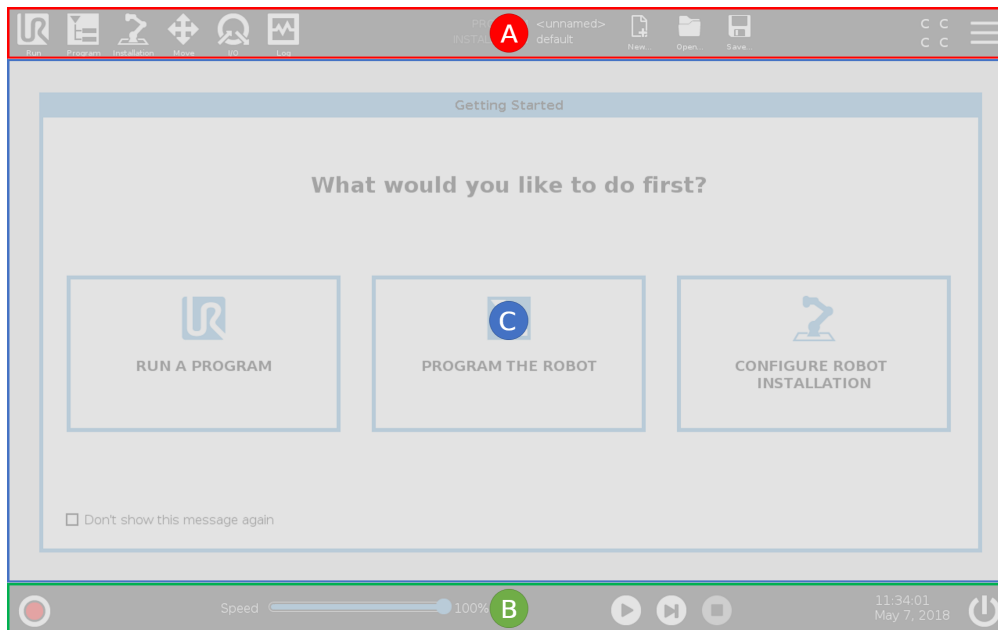 PRO <unnamed>
INSTAL default
A
Run Program Installation Move I/O Log New... Open... Save...
C C
C C
Getting Started
What would you like to do first?
C
RUN A PROGRAM
PROGRAM THE ROBOT
CONFIGURE ROBOT
INSTALLATION
Don't show this message again
Speed 100%
B
11:34:01
May 7, 2018